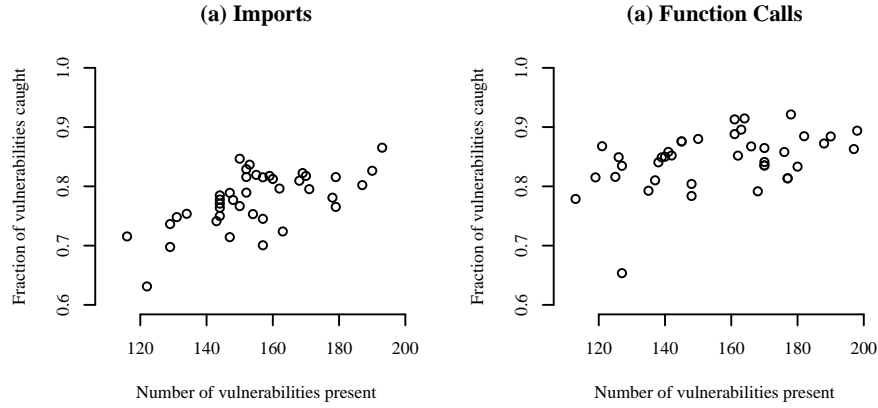 (a) Imports
Fraction of vulnerabilities caught
1.0
0.9
0.8
0.7
0.6
120 140 160 180 200
Number of vulnerabilities present
(a) Function Calls
Fraction of vulnerabilities caught
1.0
0.9
0.8
0.7
0.6
120 140 160 180 200
Number of vulnerabilities present